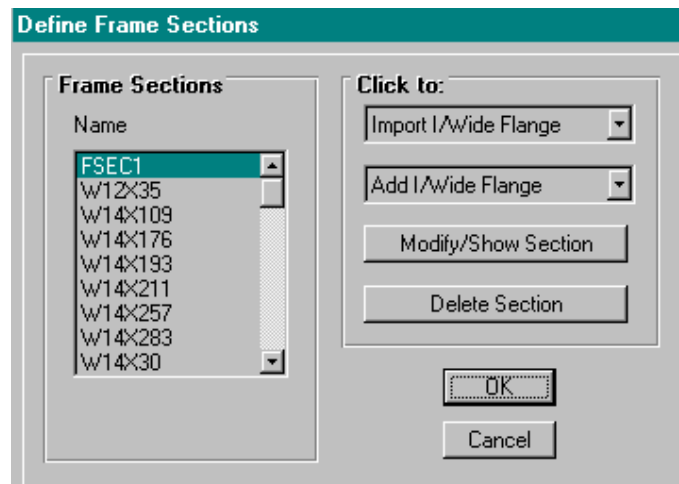 Define Frame Sections
Frame Sections
Name
FSEC1
W12X35
W14X109
W14X176
W14X193
W14X211
W14X257
W14X283
W14X30
Click to:
Import I/Wide Flange
Add I/Wide Flange
Modify/Show Section
Delete Section
OK
Cancel